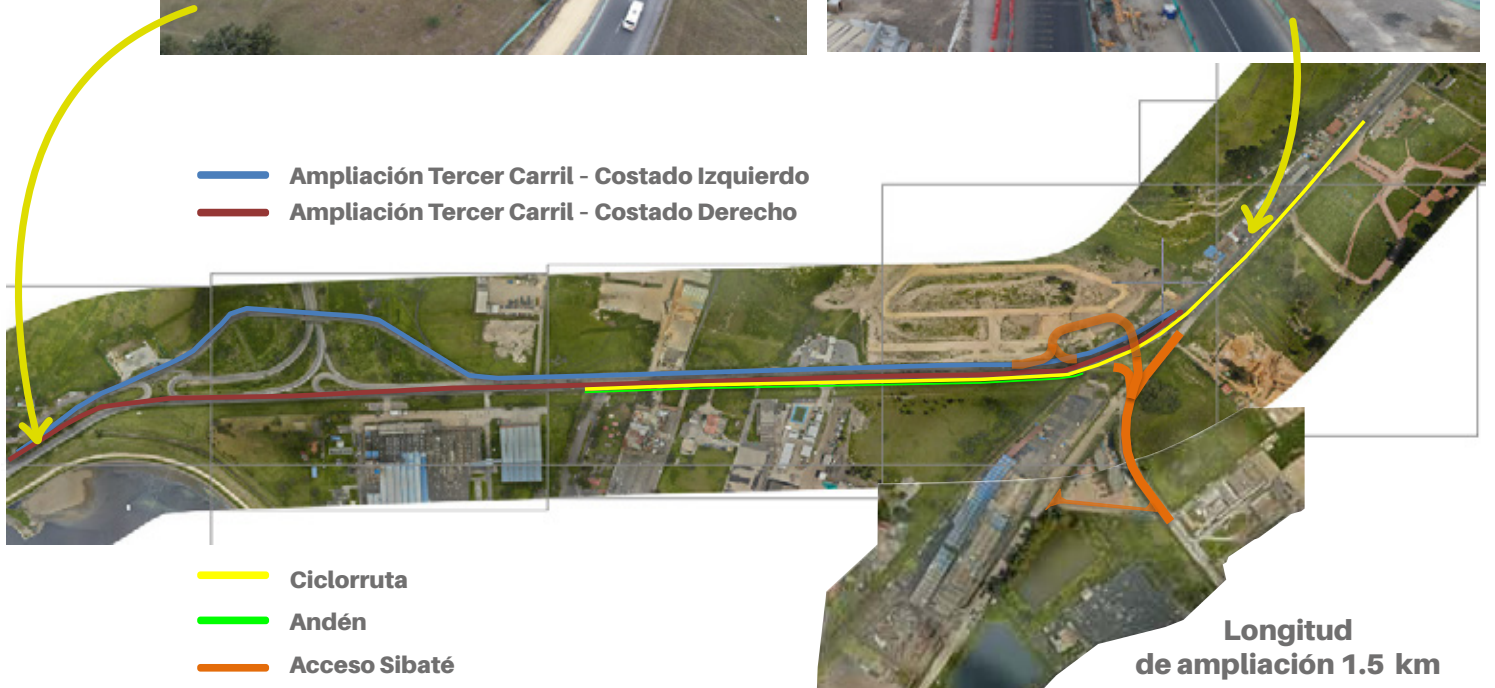 Ampliación Tercer Carril – Costado Izquierdo
Ampliación Tercer Carril – Costado Derecho
Ciclorruta
Andén
Acceso Sibaté
Longitud
de ampliación 1.5 km